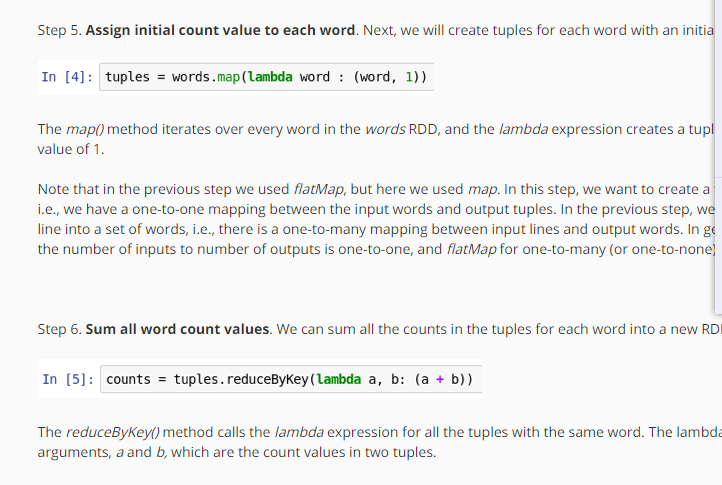 Step 5. Assign initial count value to each word. Next, we will create tuples for each word with an
In [4]: tuples = words.map(lambda word : (word, 1))
The map() method iterates over every word in the words RDD, and the lambda expression creates a
value of 1.
Note that in the previous step we used flatMap, but here we used map. In this step, we want to create a
i.e., we have a one-to-one mapping between the input words and output tuples. In the previous step, we
line into a set of words, i.e., there is a one-to-many mapping between input lines and output words. In
the number of inputs to number of outputs is one-to-one, and flatMap for one-to-many (or one-to-none)
Step 6. Sum all word count values. We can sum all the counts in the tuples for each word into a new
In [5]: counts = tuples.reduceByKey(lambda a, b: (a + b))
The reduceByKey() method calls the lambda expression for all the tuples with the same word. The lambda
arguments, a and b, which are the count values in two tuples.